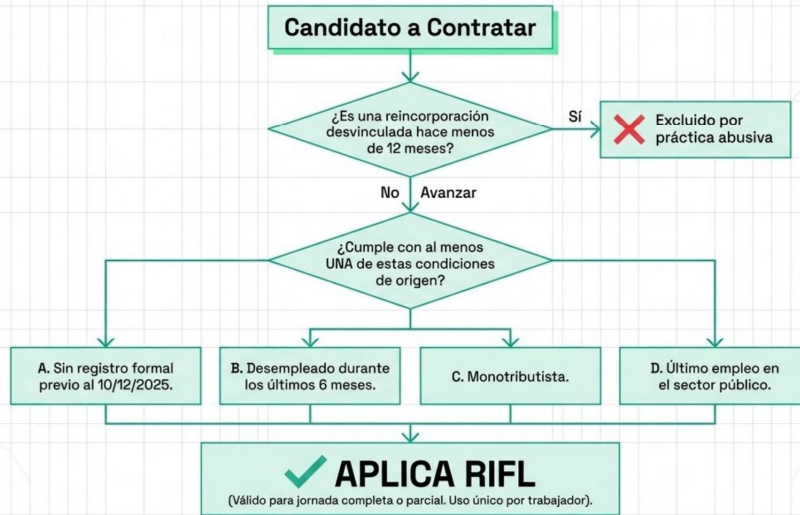 Candidato a Contratar
¿Es una reincorporación
desvinculada hace menos
de 12 meses?
Sí
Excluido por
práctica abusiva
No
Avanzar
¿Cumple con al menos
UNA de estas condiciones
de origen?
A. Sin registro formal
previo al 10/12/2025.
B. Desempleado durante
los últimos 6 meses.
C. Monotributista.
D. Último empleo en
el sector público.
APLICA RIFL
(Válido para jornada completa o parcial. Uso único por trabajador).